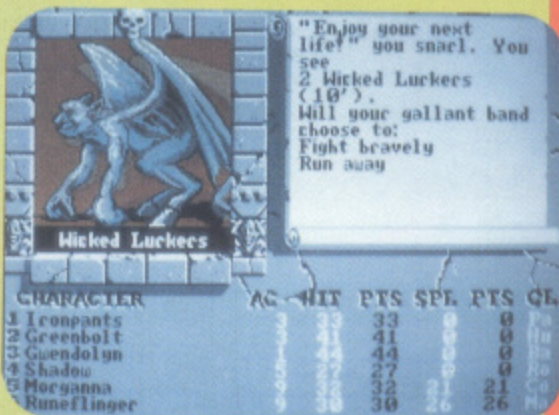 "Enjoy your next
life!" you snarl. You
see
2 Wicked Lurkers
(10').
Will your gallant band
choose to:
Fight bravely
Run away
Wicked Lurkers
CHARACTER AC HIT PTS SPL PTS CL
1 Ironpants 33 0
2 Greenbolt 41 0
3 Gwendolyn 44 0
4 Shadow 27 0
5 Morganna 32 21
6 Runeflinger 30 26